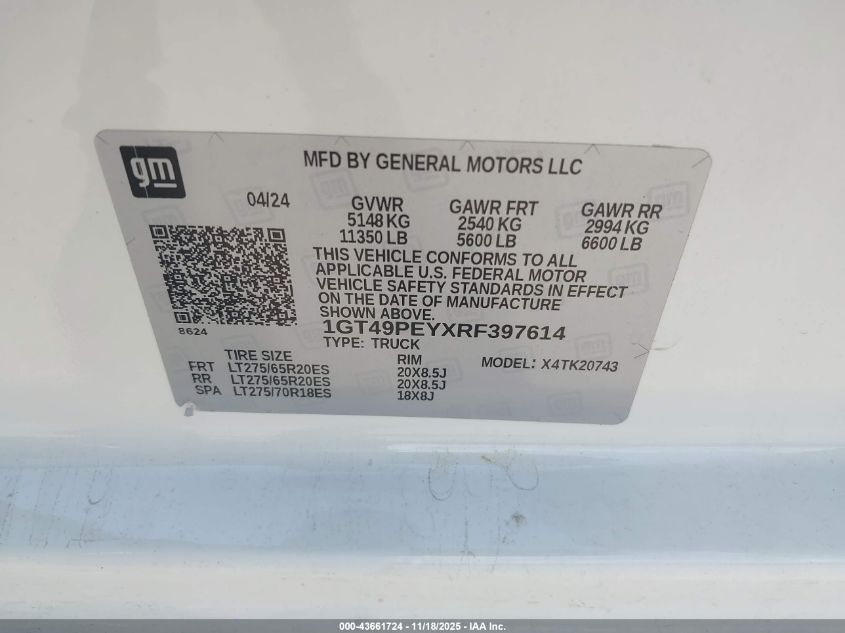 gm
MFD BY GENERAL MOTORS LLC
04/24
GVWR
5148 KG
11350 LB
GAWR FRT
2540 KG
5600 LB
GAWR RR
2994 KG
6600 LB
THIS VEHICLE CONFORMS TO ALL
APPLICABLE U.S. FEDERAL MOTOR
VEHICLE SAFETY STANDARDS IN EFFECT
ON THE DATE OF MANUFACTURE
SHOWN ABOVE.
8624
1GT49PEYXRF397614
TYPE: TRUCK
TIRE SIZE RIM MODEL: X4TK20743
FRT LT275/65R20ES 20X8.5J
RR LT275/65R20ES 20X8.5J
SPA LT275/70R18ES 18X8J
000-43661724 - 11/18/2025 - IAA Inc.